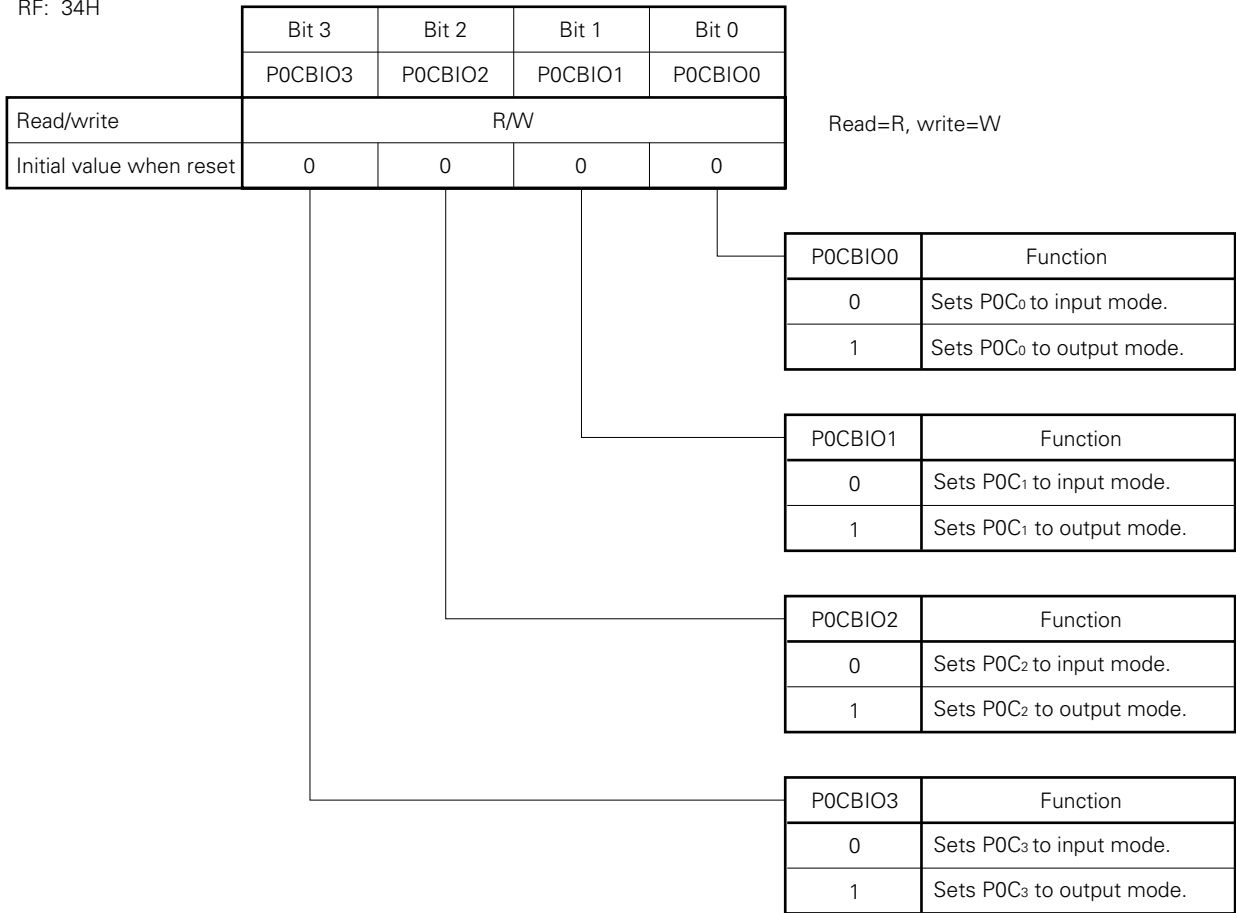 RF: 34H
Bit 3 Bit 2 Bit 1 Bit 0
P0CBIO3 P0CBIO2 P0CBIO1 P0CBIO0
Read/write R/W
Read=R, write=W
Initial value when reset 0 0 0 0
P0CBIO0 Function
0 Sets P0C₀ to input mode.
1 Sets P0C₀ to output mode.
P0CBIO1 Function
0 Sets P0C₁ to input mode.
1 Sets P0C₁ to output mode.
P0CBIO2 Function
0 Sets P0C₂ to input mode.
1 Sets P0C₂ to output mode.
P0CBIO3 Function
0 Sets P0C₃ to input mode.
1 Sets P0C₃ to output mode.